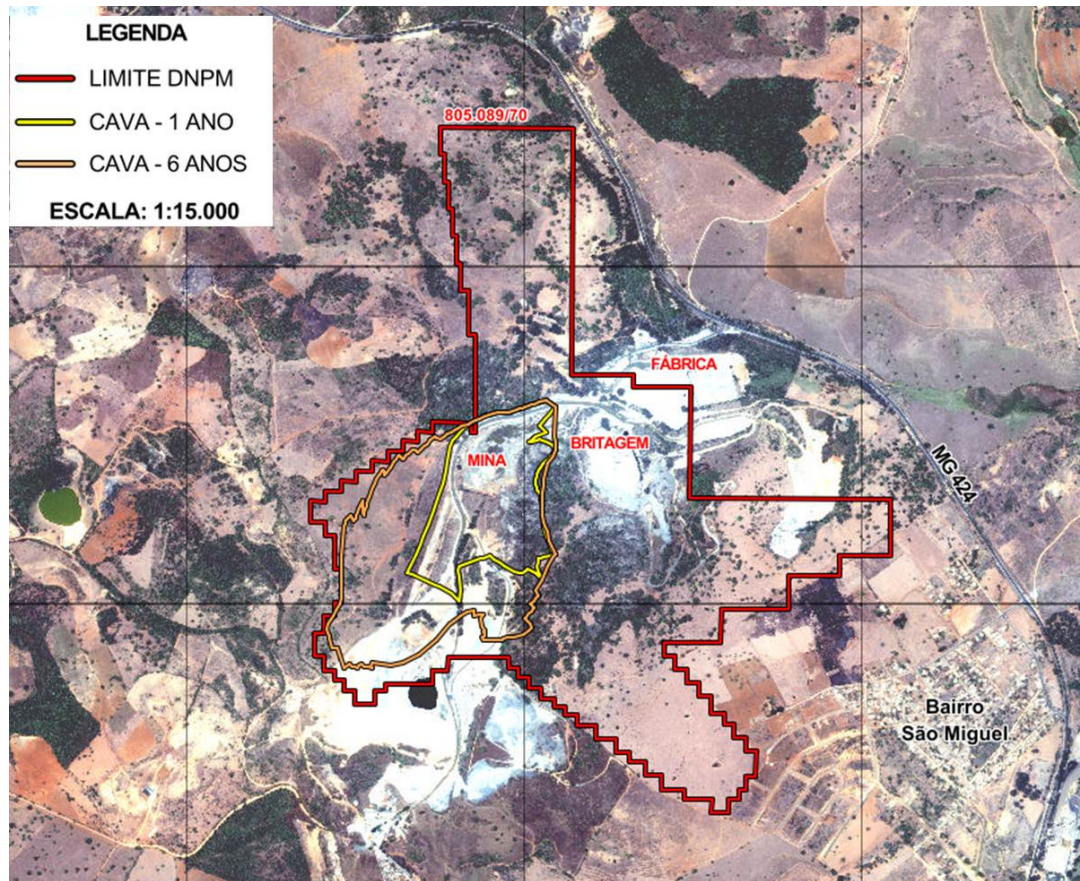 LEGENDA
LIMITE DNPM
CAVA - 1 ANO
CAVA - 6 ANOS
ESCALA: 1:15.000
805.089/70
FÁBRICA
BRITAGEM
MINA
MG 424
Bairro
São Miguel